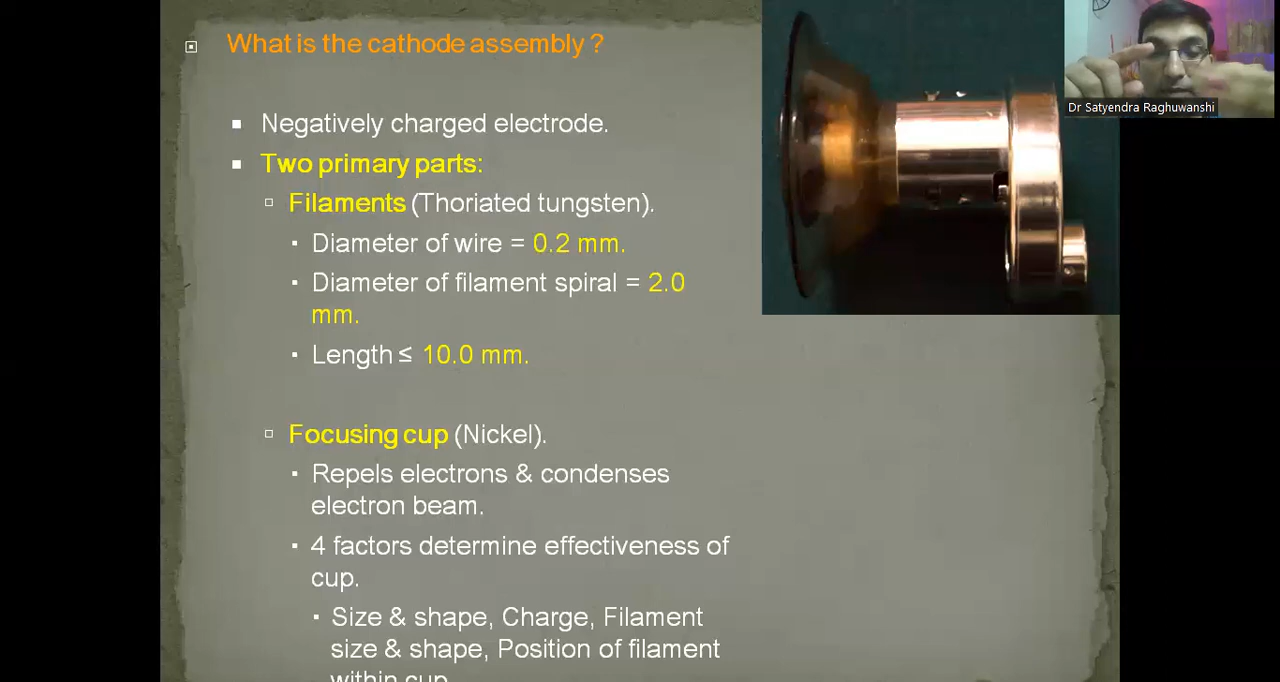 What is the cathode assembly ?
Dr Satyendra Raghuwanshi
Negatively charged electrode.
Two primary parts:
Filaments (Thoriated tungsten).
Diameter of wire = 0.2 mm.
Diameter of filament spiral = 2.0
mm.
Length ≤ 10.0 mm.
Focusing cup (Nickel).
Repels electrons & condenses
electron beam.
4 factors determine effectiveness of
cup.
Size & shape, Charge, Filament
size & shape, Position of filament
within cup